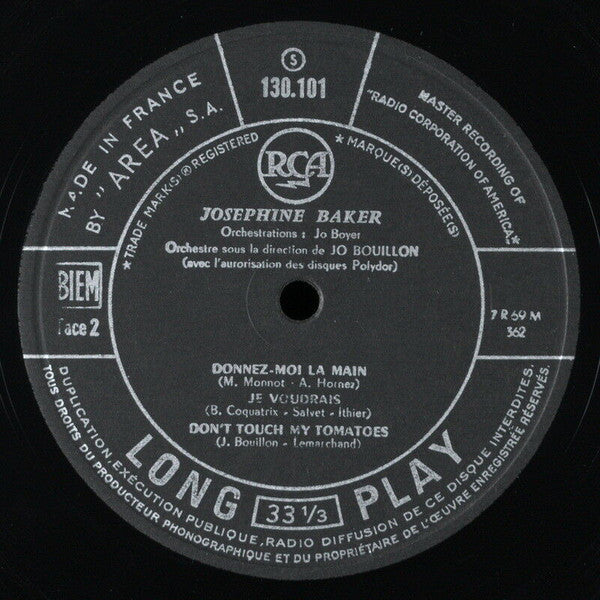 S
130.101
MADE IN FRANCE
BY "AREA„ S.A.
MASTER RECORDING OF
"RADIO CORPORATION OF AMERICA"
★ TRADE MARK(S)® REGISTERED
★ MARQUE(S) DÉPOSÉE(S)
RCA
JOSEPHINE BAKER
Orchestrations : Jo Boyer
Orchestre sous la direction de JO BOUILLON
(avec l'aurorisation des disques Polydor)
BIEM
Face 2
7 R 69 M
362
DONNEZ-MOI LA MAIN
(M. Monnot - A. Hornez)
JE VOUDRAIS
(B. Coquatrix - Salvet - Ithier)
DON'T TOUCH MY TOMATOES
(J. Bouillon - Lemarchand)
LONG 33 1/3 PLAY
DUPLICATION, EXÉCUTION PUBLIQUE, RADIO DIFFUSION DE CE DISQUE INTERDITES.
TOUS DROITS DU PRODUCTEUR PHONOGRAPHIQUE ET DU PROPRIÉTAIRE DE L'ŒUVRE ENREGISTRÉE RÉSERVÉS.